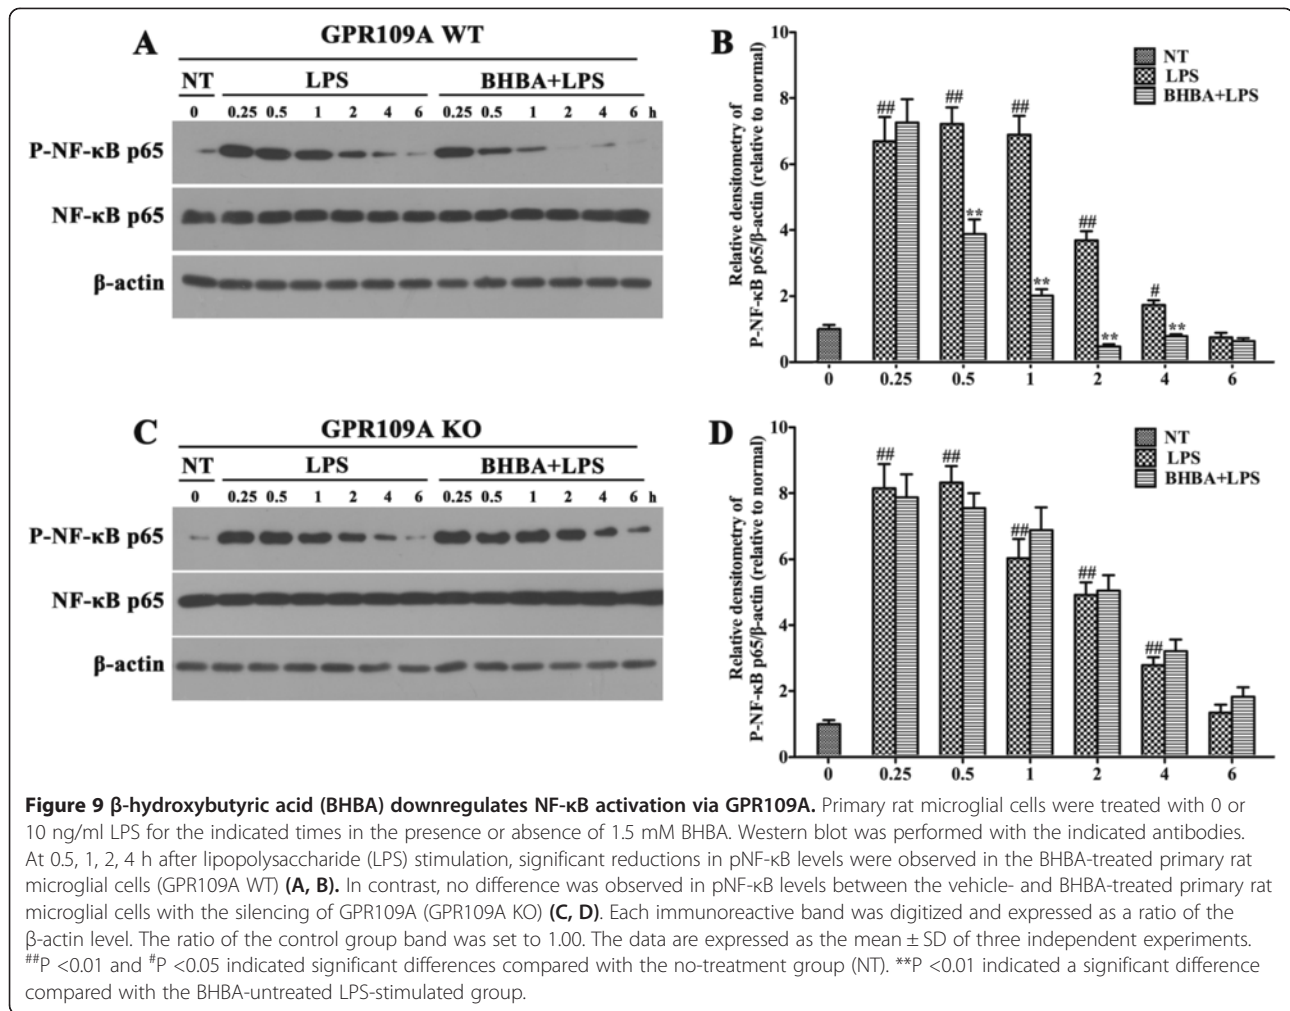 A
GPR109A WT
NT LPS BHBA+LPS
0 0.25 0.5 1 2 4 6 0.25 0.5 1 2 4 6 h
P-NF-κB p65
NF-κB p65
β-actin
B
Relative densitometry of
P-NF-κB p65/β-actin (relative to normal)
10
8
6
4
2
0
NT
LPS
BHBA+LPS
## ## ## ## #
** ** ** **
0 0.25 0.5 1 2 4 6
C
GPR109A KO
NT LPS BHBA+LPS
0 0.25 0.5 1 2 4 6 0.25 0.5 1 2 4 6 h
P-NF-κB p65
NF-κB p65
β-actin
D
Relative densitometry of
P-NF-κB p65/β-actin (relative to normal)
10
8
6
4
2
0
NT
LPS
BHBA+LPS
## ## ## ## ##
0 0.25 0.5 1 2 4 6
Figure 9 β-hydroxybutyric acid (BHBA) downregulates NF-κB activation via GPR109A. Primary rat microglial cells were treated with 0 or
10 ng/ml LPS for the indicated times in the presence or absence of 1.5 mM BHBA. Western blot was performed with the indicated antibodies.
At 0.5, 1, 2, 4 h after lipopolysaccharide (LPS) stimulation, significant reductions in pNF-κB levels were observed in the BHBA-treated primary rat
microglial cells (GPR109A WT) (A, B). In contrast, no difference was observed in pNF-κB levels between the vehicle- and BHBA-treated primary rat
microglial cells with the silencing of GPR109A (GPR109A KO) (C, D). Each immunoreactive band was digitized and expressed as a ratio of the
β-actin level. The ratio of the control group band was set to 1.00. The data are expressed as the mean ± SD of three independent experiments.
##P <0.01 and #P <0.05 indicated significant differences compared with the no-treatment group (NT). **P <0.01 indicated a significant difference
compared with the BHBA-untreated LPS-stimulated group.